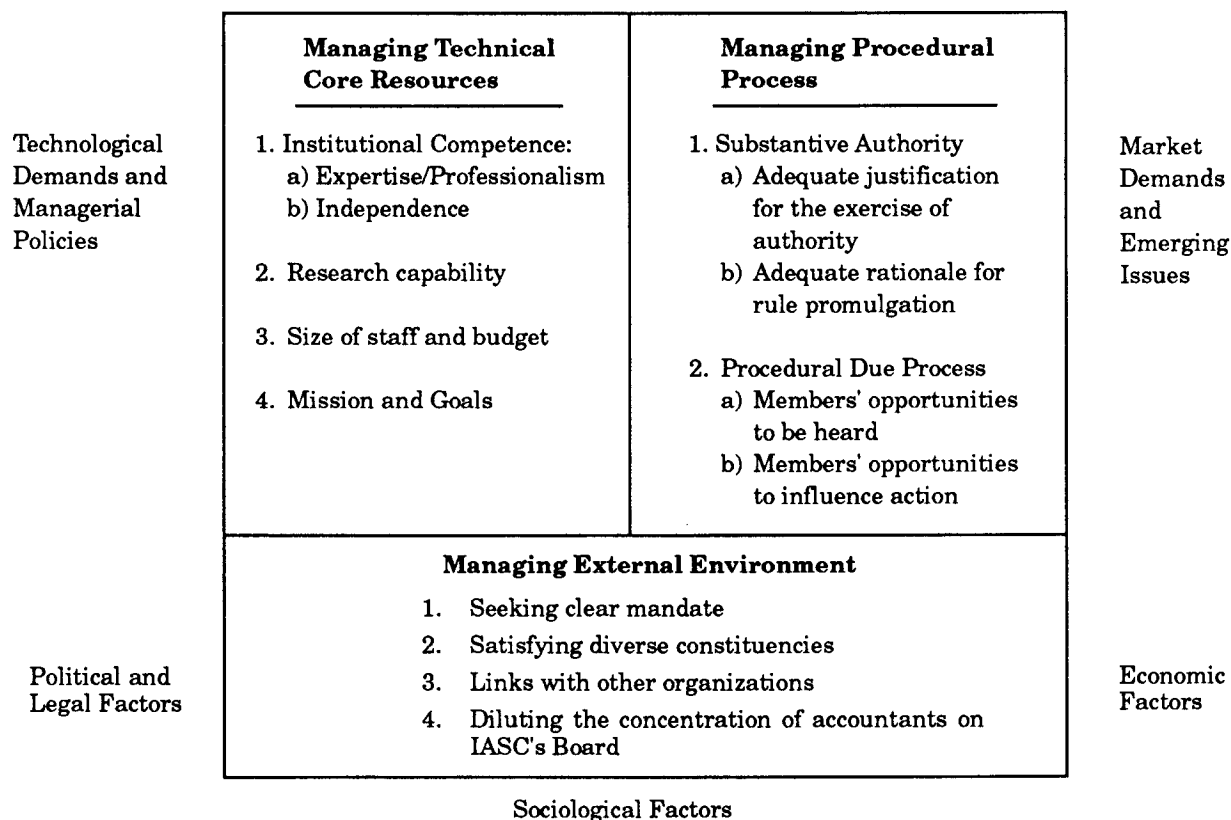 Managing Technical
Core Resources
1. Institutional Competence:
a) Expertise/Professionalism
b) Independence
2. Research capability
3. Size of staff and budget
4. Mission and Goals
Managing Procedural
Process
1. Substantive Authority
a) Adequate justification
for the exercise of
authority
b) Adequate rationale for
rule promulgation
2. Procedural Due Process
a) Members' opportunities
to be heard
b) Members' opportunities
to influence action
Technological
Demands and
Managerial
Policies
Market
Demands
and
Emerging
Issues
Managing External Environment
1. Seeking clear mandate
2. Satisfying diverse constituencies
3. Links with other organizations
4. Diluting the concentration of accountants on
IASC's Board
Political and
Legal Factors
Economic
Factors
Sociological Factors